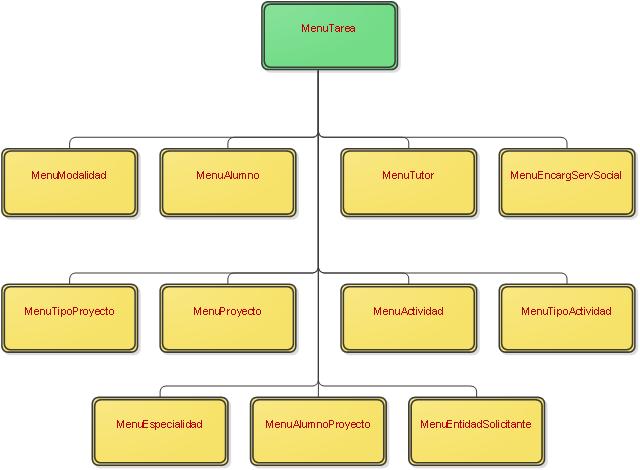 MenuTarea
MenuModalidad
MenuAlumno
MenuTutor
MenuEncargServSocial
MenuTipoProyecto
MenuProyecto
MenuActividad
MenuTipoActividad
MenuEspecialidad
MenuAlumnoProyecto
MenuEntidadSolicitante